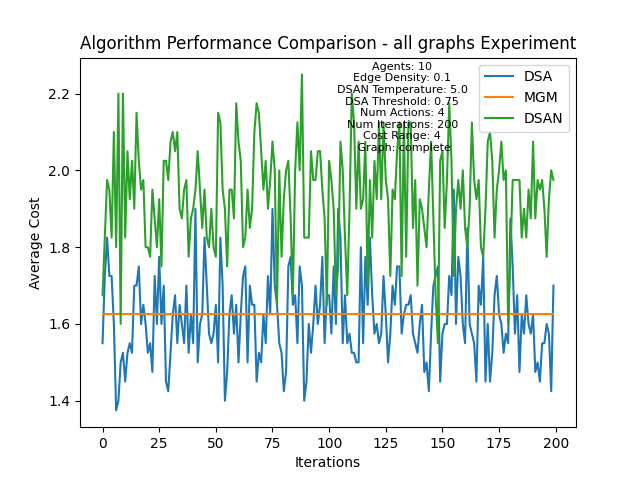 Algorithm Performance Comparison - all graphs Experiment
Agents: 10
Edge Density: 0.1
DSAN Temperature: 5.0
DSA Threshold: 0.75
Num Actions: 4
Num Iterations: 200
Cost Range: 4
Graph: complete
DSA
MGM
DSAN
Average Cost
2.2
2.0
1.8
1.6
1.4
0
25
50
75
100
125
150
175
200
Iterations